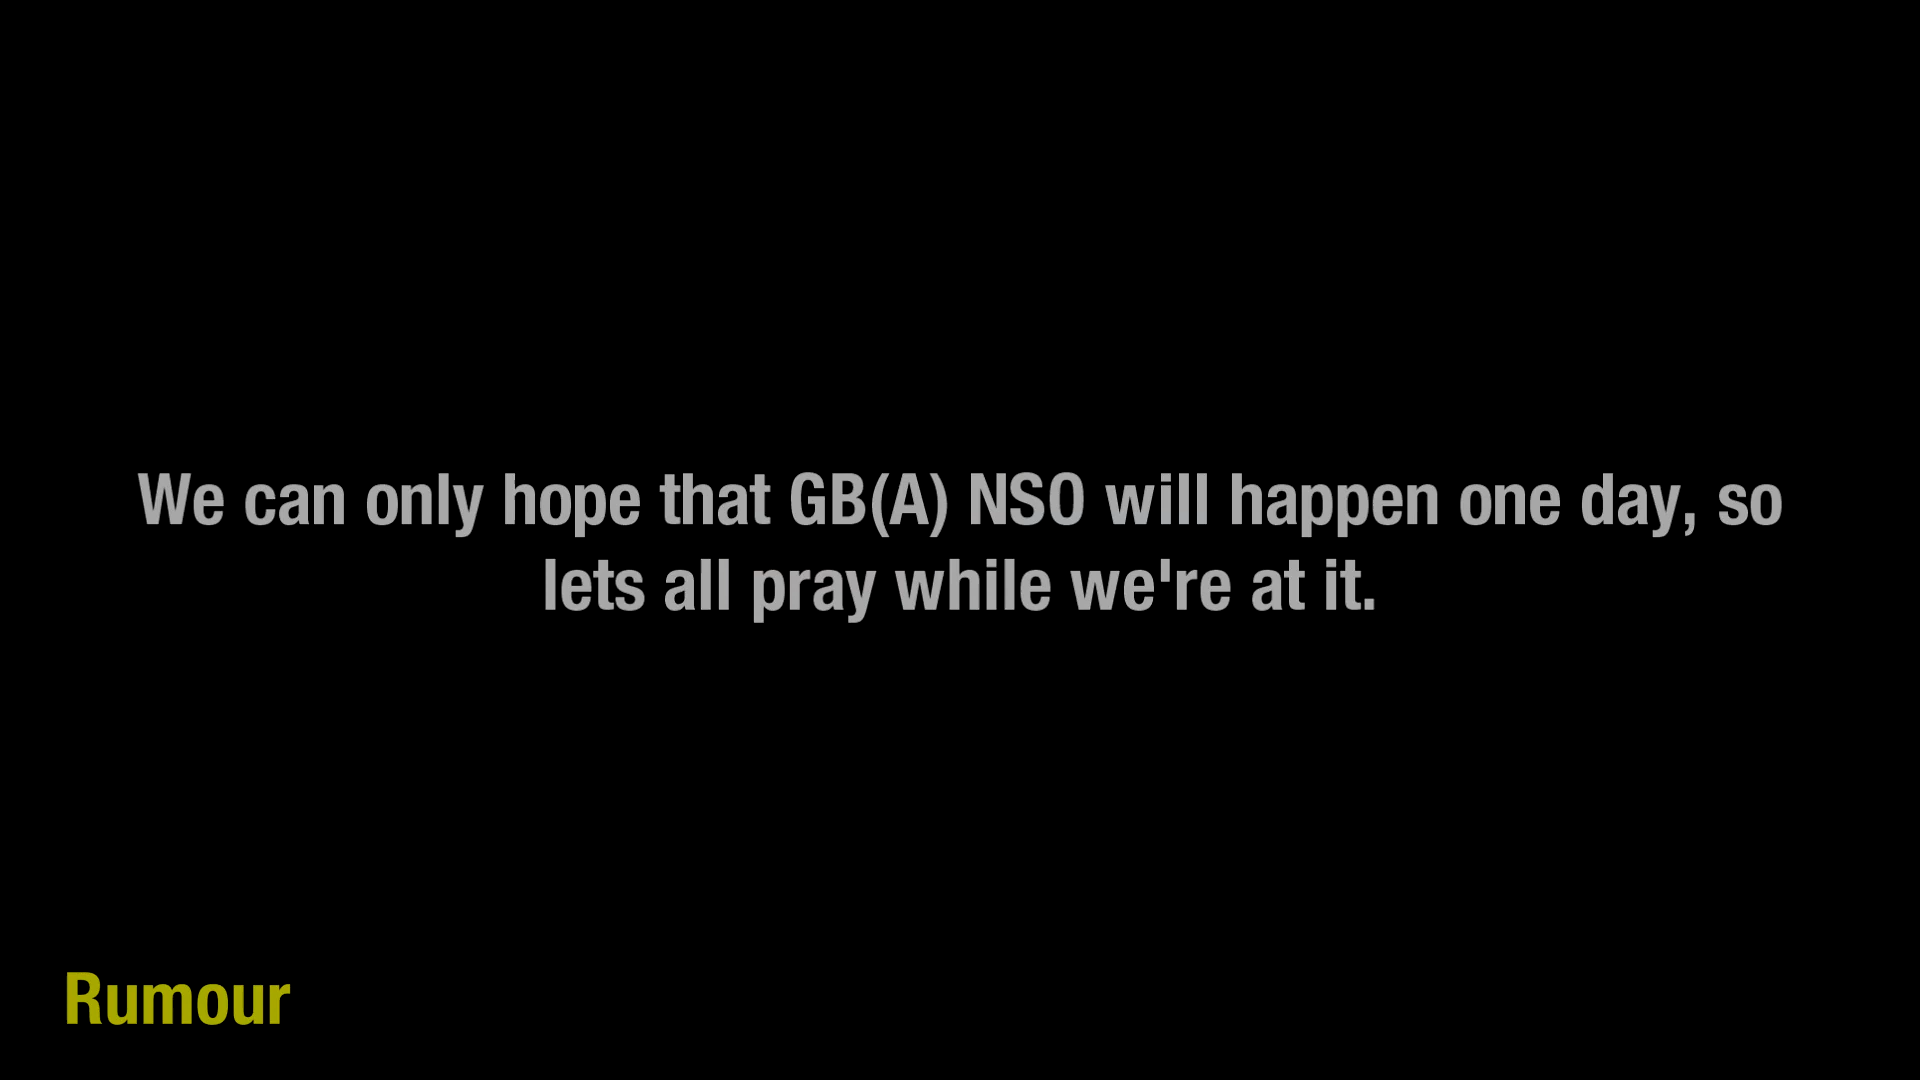 We can only hope that GB(A) NSO will happen one day, so
lets all pray while we're at it.
Rumour